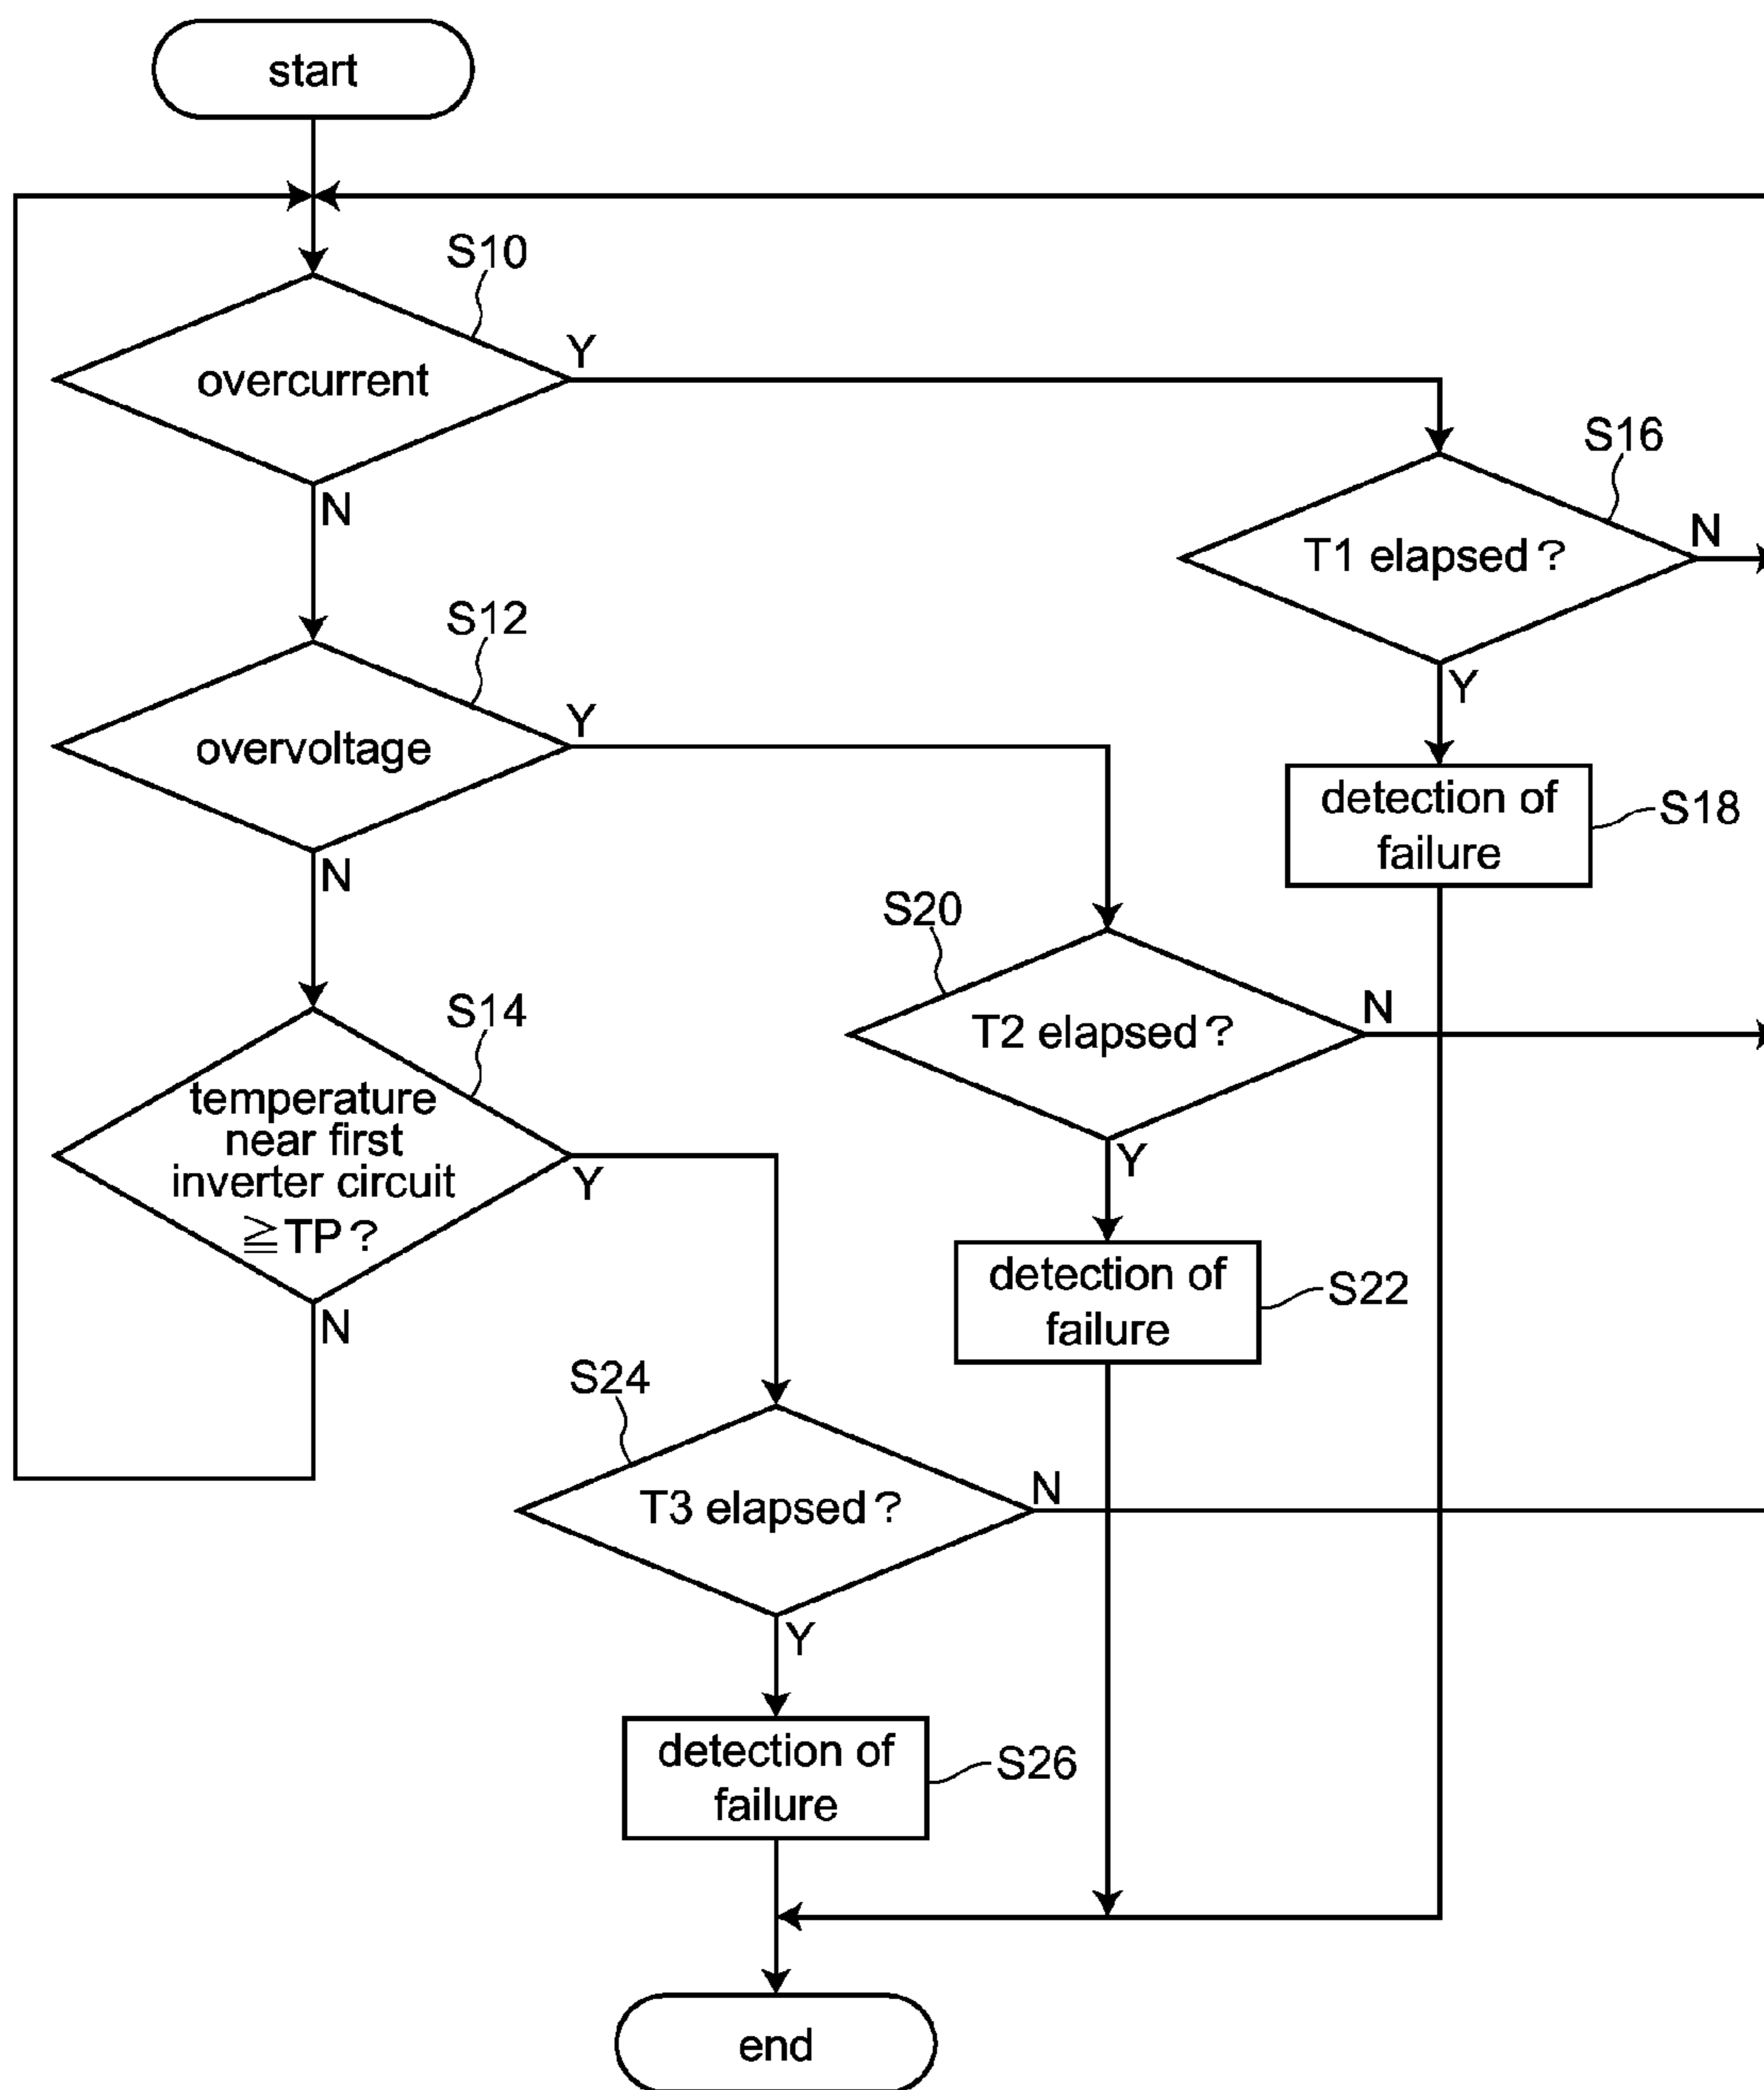 start
S10
overcurrent
Y
N
S16
T1 elapsed?
N
Y
S12
overvoltage
Y
N
detection of
failure
S18
S20
T2 elapsed?
N
Y
S14
temperature
near first
inverter circuit
≧TP?
Y
N
detection of
failure
S22
S24
T3 elapsed?
N
Y
detection of
failure
S26
end